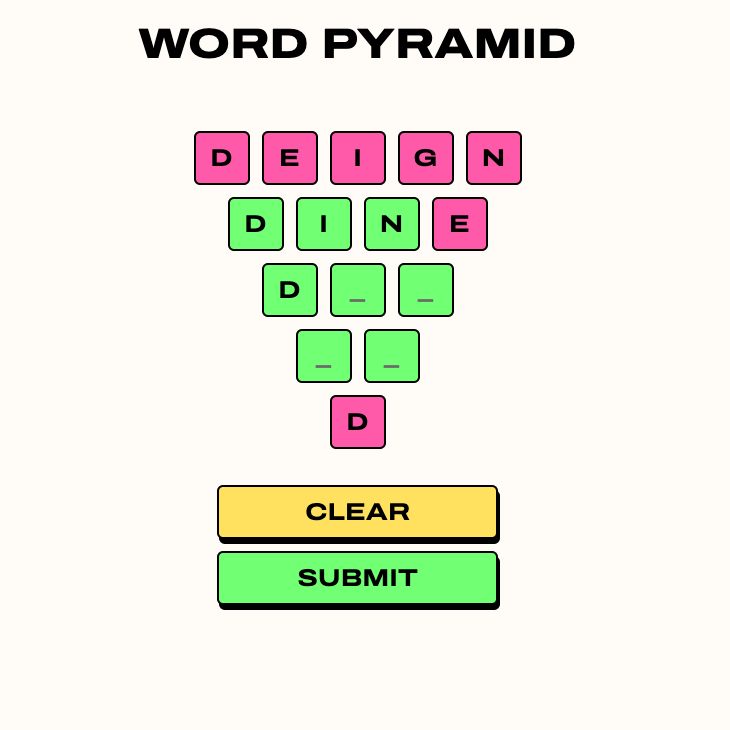 WORD PYRAMID
D E I G N
D I N E
D _ _
_ _
D
CLEAR
SUBMIT